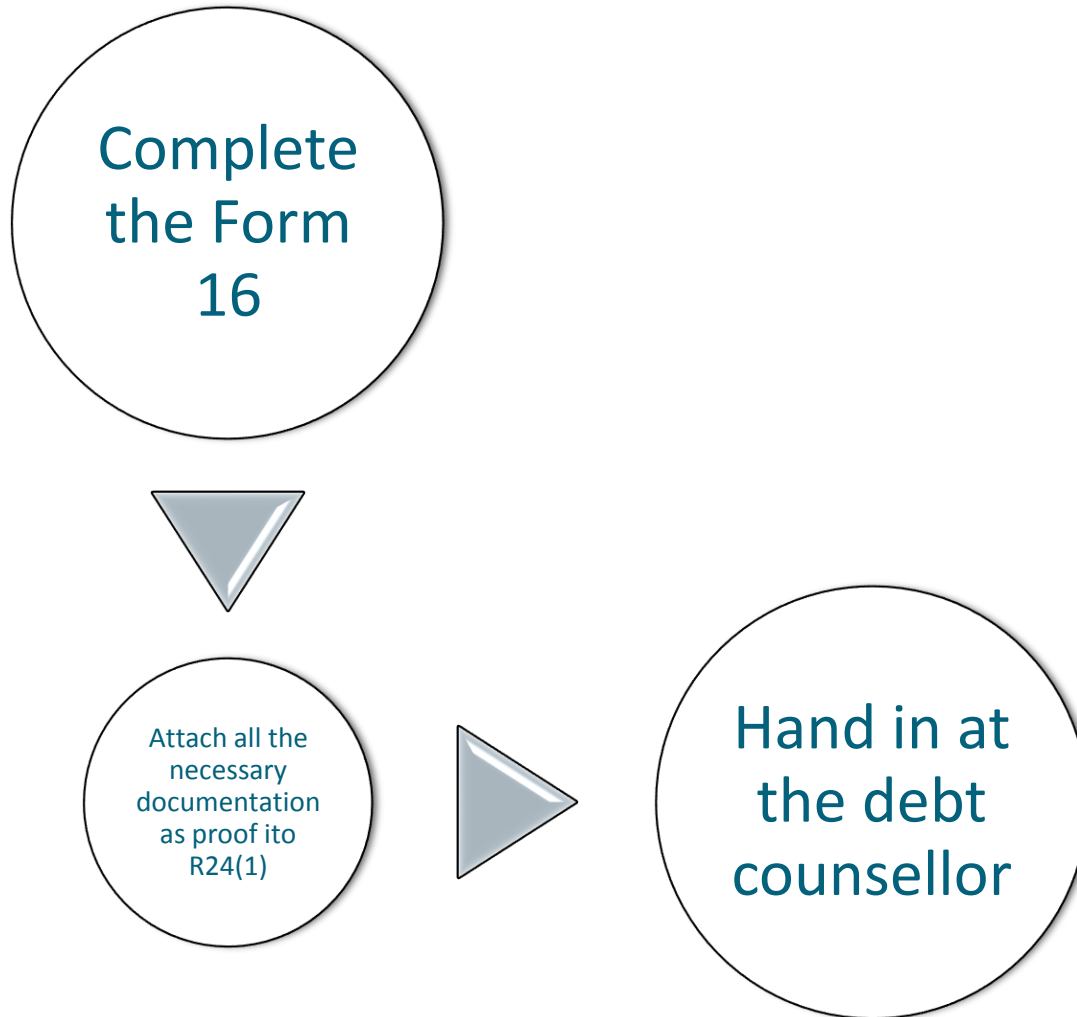 Complete
the Form
16
Attach all the
necessary
documentation
as proof ito
R24(1)
Hand in at
the debt
counsellor